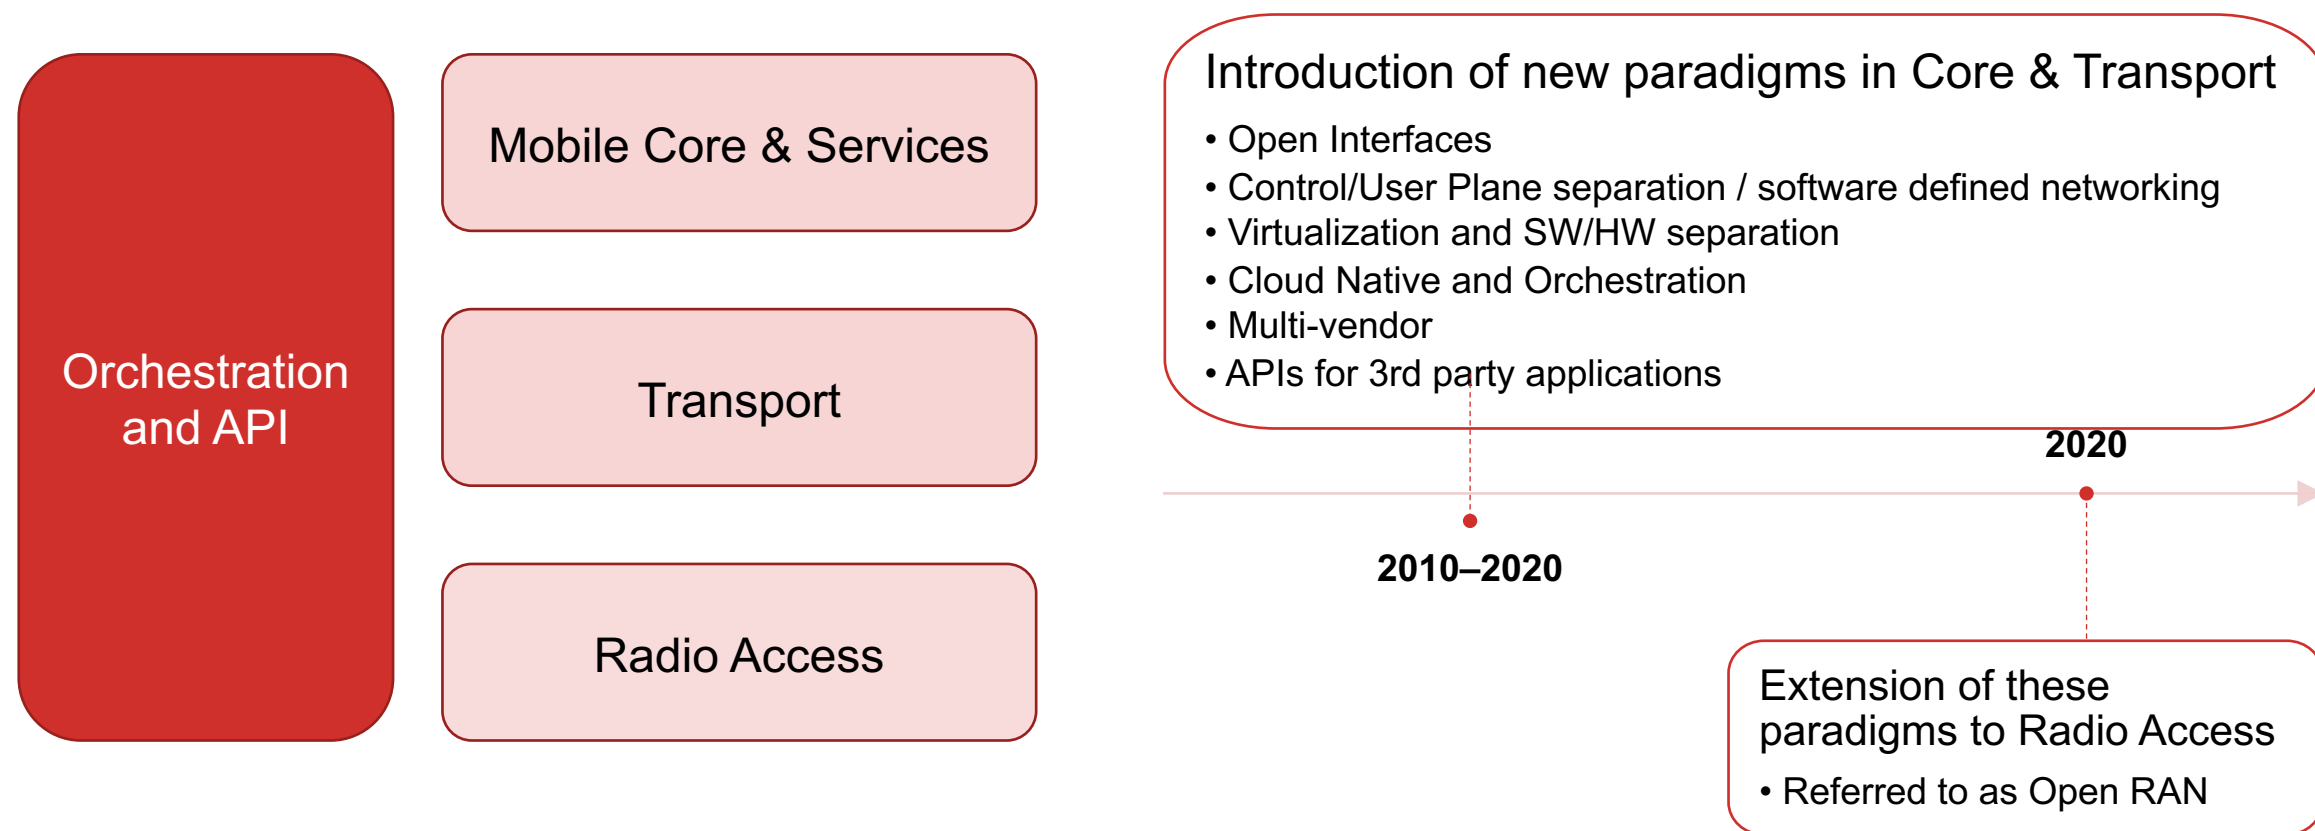 Orchestration
and API
Mobile Core & Services
Transport
Radio Access
Introduction of new paradigms in Core & Transport
• Open Interfaces
• Control/User Plane separation / software defined networking
• Virtualization and SW/HW separation
• Cloud Native and Orchestration
• Multi-vendor
• APIs for 3rd party applications
2020
2010–2020
Extension of these
paradigms to Radio Access
• Referred to as Open RAN